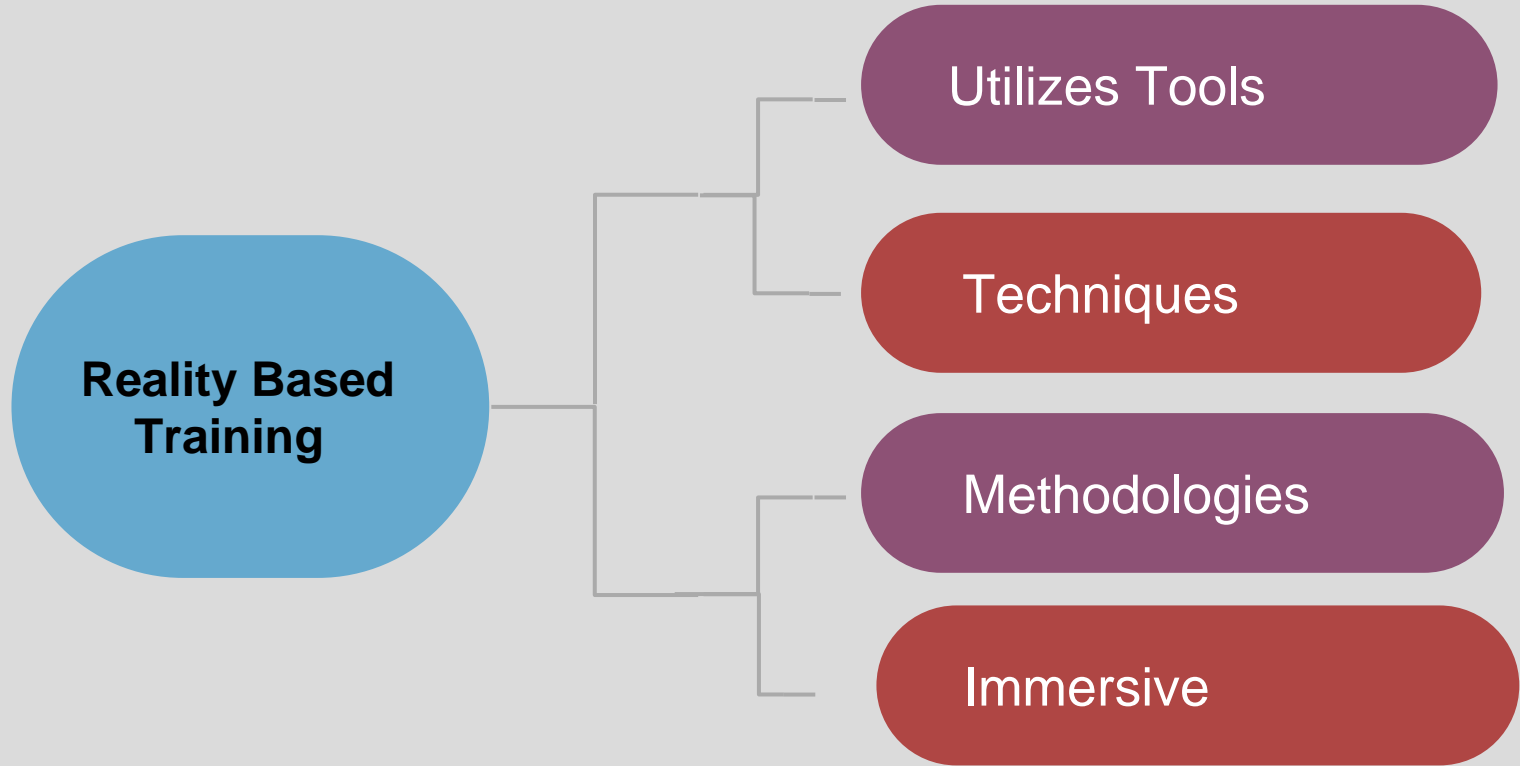 Utilizes Tools
Techniques
Reality Based
Training
Methodologies
Immersive